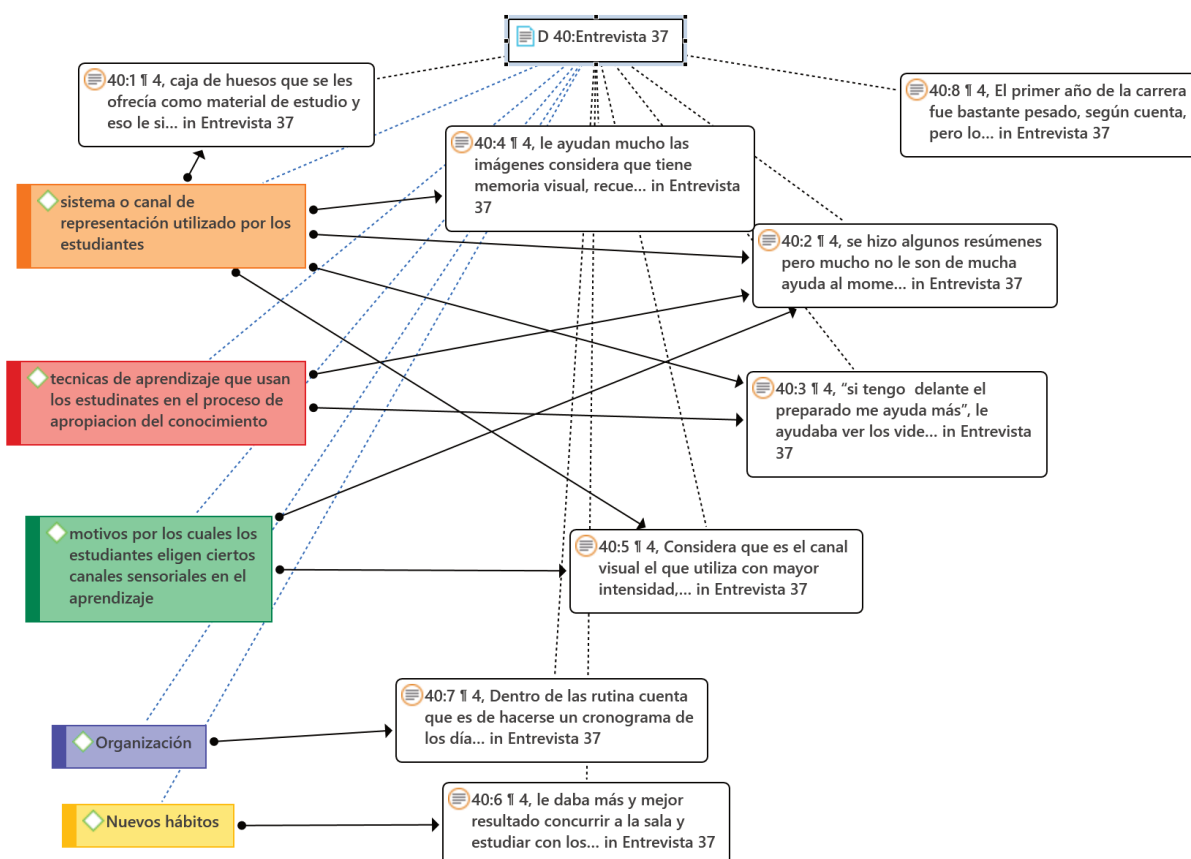 D 40:Entrevista 37
40:1 ¶ 4, caja de huesos que se les
ofrecía como material de estudio y
eso le si... in Entrevista 37
40:8 ¶ 4, El primer año de la carrera
fue bastante pesado, según cuenta,
pero lo... in Entrevista 37
40:4 ¶ 4, le ayudan mucho las
imágenes considera que tiene
memoria visual, recue... in Entrevista
37
sistema o canal de
representación utilizado por los
estudiantes
40:2 ¶ 4, se hizo algunos resúmenes
pero mucho no le son de mucha
ayuda al mome... in Entrevista 37
tecnicas de aprendizaje que usan
los estudinates en el proceso de
apropiacion del conocimiento
40:3 ¶ 4, “si tengo  delante el
preparado me ayuda más”, le
ayudaba ver los vide... in Entrevista
37
motivos por los cuales los
estudiantes eligen ciertos
canales sensoriales en el
aprendizaje
40:5 ¶ 4, Considera que es el canal
visual el que utiliza con mayor
intensidad,... in Entrevista 37
40:7 ¶ 4, Dentro de las rutina cuenta
que es de hacerse un cronograma de
los día... in Entrevista 37
Organización
40:6 ¶ 4, le daba más y mejor
resultado concurrir a la sala y
estudiar con los... in Entrevista 37
Nuevos hábitos